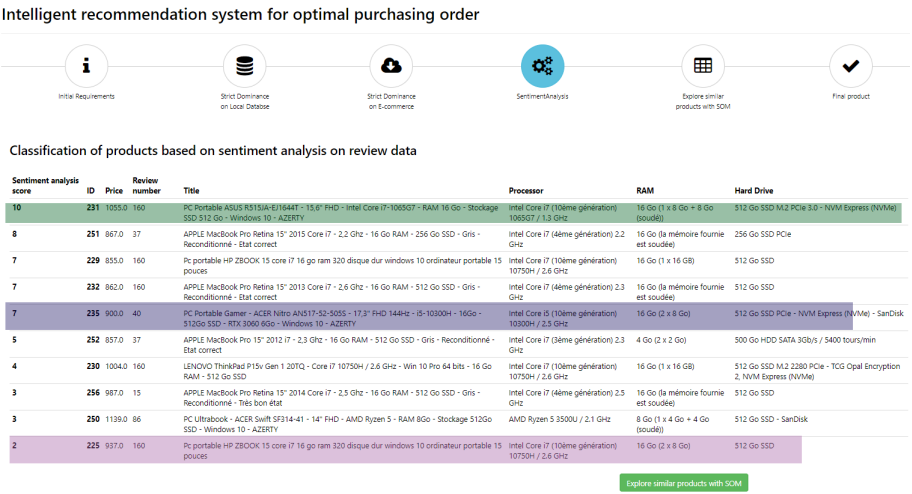 Intelligent recommendation system for optimal purchasing order
Initial Requirements
Strict Dominance
on Local Databse
Strict Dominance
on E-commerce
SentimentAnalysis
Explore similar
products with SOM
Final product
Classification of products based on sentiment analysis on review data
Sentiment analysis score ID Price Review number Title Processor RAM Hard Drive
10 231 1055.0 160 PC Portable ASUS R515JA-EJ1644T - 15,6" FHD - Intel Core i7-1065G7 - RAM 16 Go - Stockage Intel Core i7 (10ème génération) 16 Go (1 x 8 Go + 8 Go 512 Go SSD M.2 PCIe 3.0 - NVM Express (NVMe)
SSD 512 Go - Windows 10 - AZERTY 1065G7 / 1.3 GHz (soudé))
8 251 867.0 37 APPLE MacBook Pro Retina 15" 2015 Core i7 - 2,2 Ghz - 16 Go RAM - 256 Go SSD - Gris - Intel Core i7 (4ème génération) 2.2 16 Go (la mémoire fournie 256 Go SSD PCIe
Reconditionné - Etat correct GHz est soudée)
7 229 855.0 160 Pc portable HP ZBOOK 15 core i7 16 go ram 320 disque dur windows 10 ordinateur portable 15 Intel Core i7 (10ème génération) 16 Go (1 x 16 GB) 512 Go SSD
pouces 10750H / 2.6 GHz
7 232 862.0 160 APPLE MacBook Pro Retina 15" 2013 Core i7 - 2,6 Ghz - 16 Go RAM - 512 Go SSD - Gris - Intel Core i7 (4ème génération) 2.3 16 Go (la mémoire fournie 512 Go SSD
Reconditionné - Etat correct GHz est soudée)
7 235 900.0 40 PC Portable Gamer - ACER Nitro AN517-52-505S - 17,3" FHD 144Hz - i5-10300H - 16Go - Intel Core i5 (10ème génération) 16 Go (2 x 8 Go) 512 Go SSD PCIe - NVM Express (NVMe) - SanDisk
512Go SSD - RTX 3060 6Go - Windows 10 - AZERTY 10300H / 2.5 GHz
5 252 857.0 37 APPLE MacBook Pro 15" 2012 i7 - 2,3 Ghz - 16 Go RAM - 512 Go SSD - Gris - Reconditionné - Intel Core i7 (3ème génération) 2.3 4 Go (2 x 2 Go) 500 Go HDD SATA 3Gb/s / 5400 tours/min
Etat correct GHz
4 230 1004.0 160 LENOVO ThinkPad P15v Gen 1 20TQ - Core i7 10750H / 2.6 GHz - Win 10 Pro 64 bits - 16 Go Intel Core i7 (10ème génération) 16 Go (1 x 16 GB) 512 Go SSD M.2 2280 PCIe - TCG Opal Encryption
RAM - 512 Go SSD 10750H / 2.6 GHz 2, NVM Express (NVMe)
3 256 987.0 15 APPLE MacBook Pro Retina 15" 2014 Core i7 - 2,5 Ghz - 16 Go RAM - 512 Go SSD - Gris - Intel Core i7 (4ème génération) 2.5 16 Go (la mémoire fournie 512 Go SSD
Reconditionné - Très bon état GHz est soudée)
3 250 1139.0 86 PC Ultrabook - ACER Swift SF314-41 - 14" FHD - AMD Ryzen 5 - RAM 8Go - Stockage 512Go AMD Ryzen 5 3500U / 2.1 GHz 8 Go (1 x 4 Go + 4 Go 512 Go SSD - SanDisk
SSD - Windows 10 - AZERTY (soudé))
2 225 937.0 160 Pc portable HP ZBOOK 15 core i7 16 go ram 320 disque dur windows 10 ordinateur portable 15 Intel Core i7 (10ème génération) 16 Go (2 x 8 Go) 512 Go SSD
pouces 10750H / 2.6 GHz
Explore similar products with SOM